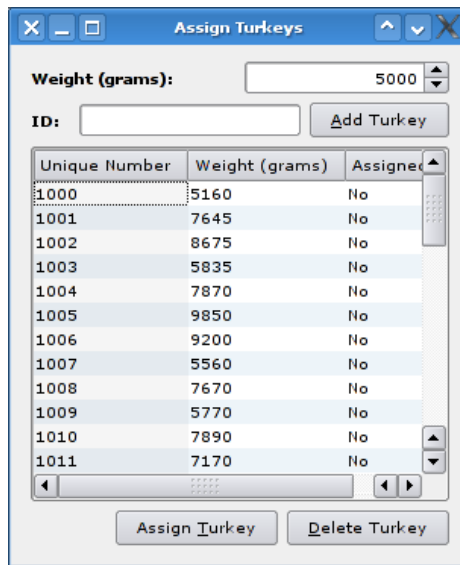 Assign Turkeys
Weight (grams): 5000
ID: Add Turkey
Unique Number Weight (grams) Assigned
1000 5160 No
1001 7645 No
1002 8675 No
1003 5835 No
1004 7870 No
1005 9850 No
1006 9200 No
1007 5560 No
1008 7670 No
1009 5770 No
1010 7890 No
1011 7170 No
Assign Turkey Delete Turkey